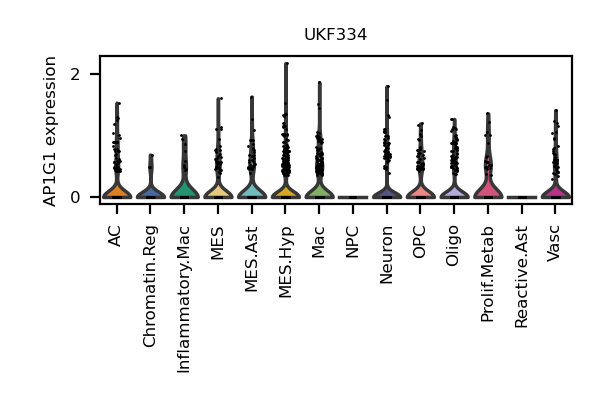 UKF334
AP1G1 expression
2
0
AC
Chromatin.Reg
Inflammatory.Mac
MES
MES.Ast
MES.Hyp
Mac
NPC
Neuron
OPC
Oligo
Prolif.Metab
Reactive.Ast
Vasc